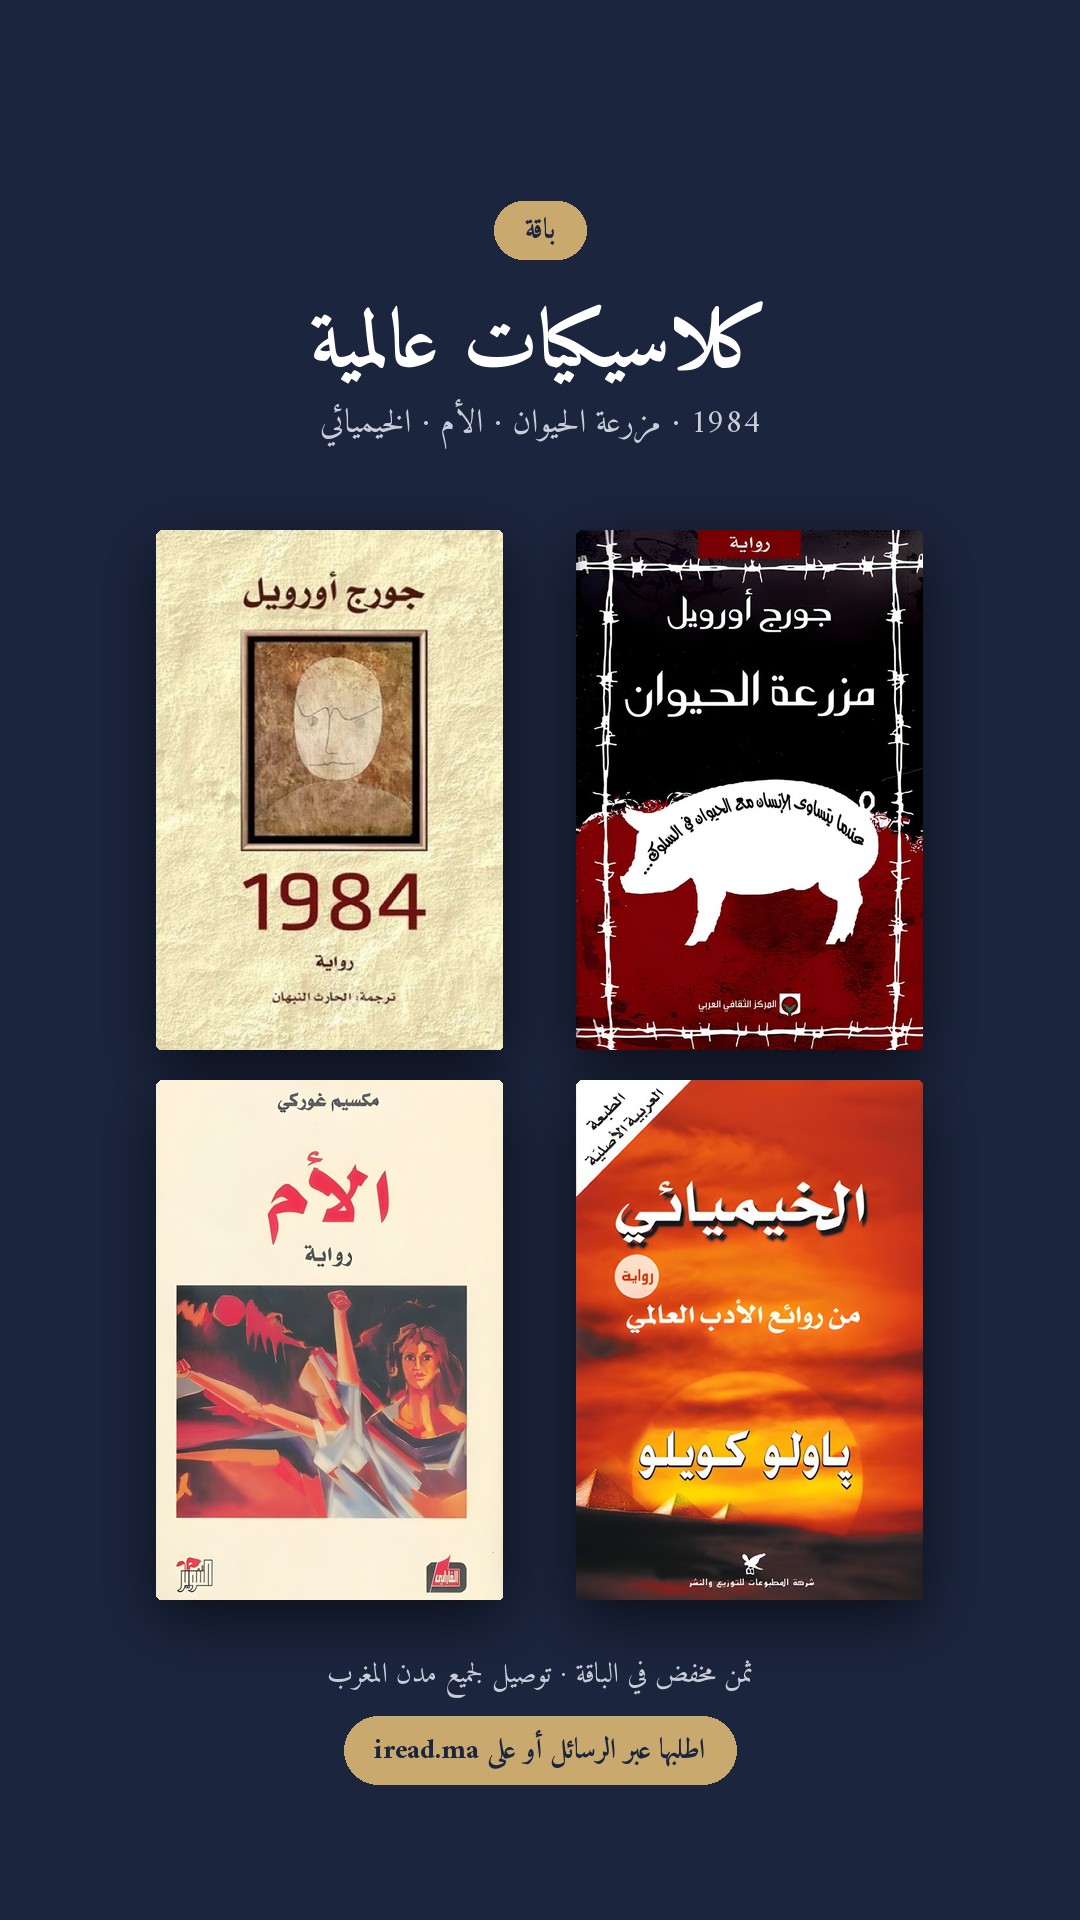 باقة
كلاسيكيات عالمية
1984 · مزرعة الحيوان · الأم · الخيميائي
جورج أورويل
1984
رواية
ترجمة: الحارث النبهان
رواية
جورج أورويل
مزرعة الحيوان
عندما يتساوى الإنسان مع الحيوان في السلوك...
المركز الثقافي العربي
مكسيم غوركي
الأم
رواية
التنوير
الفارابي
الطبعة
العربية الأصلية
الخيميائي
رواية
من روائع الأدب العالمي
پاولو كويلو
شركة المطبوعات للتوزيع والنشر
ثمن مخفض في الباقة · توصيل لجميع مدن المغرب
اطلبها عبر الرسائل أو على iread.ma